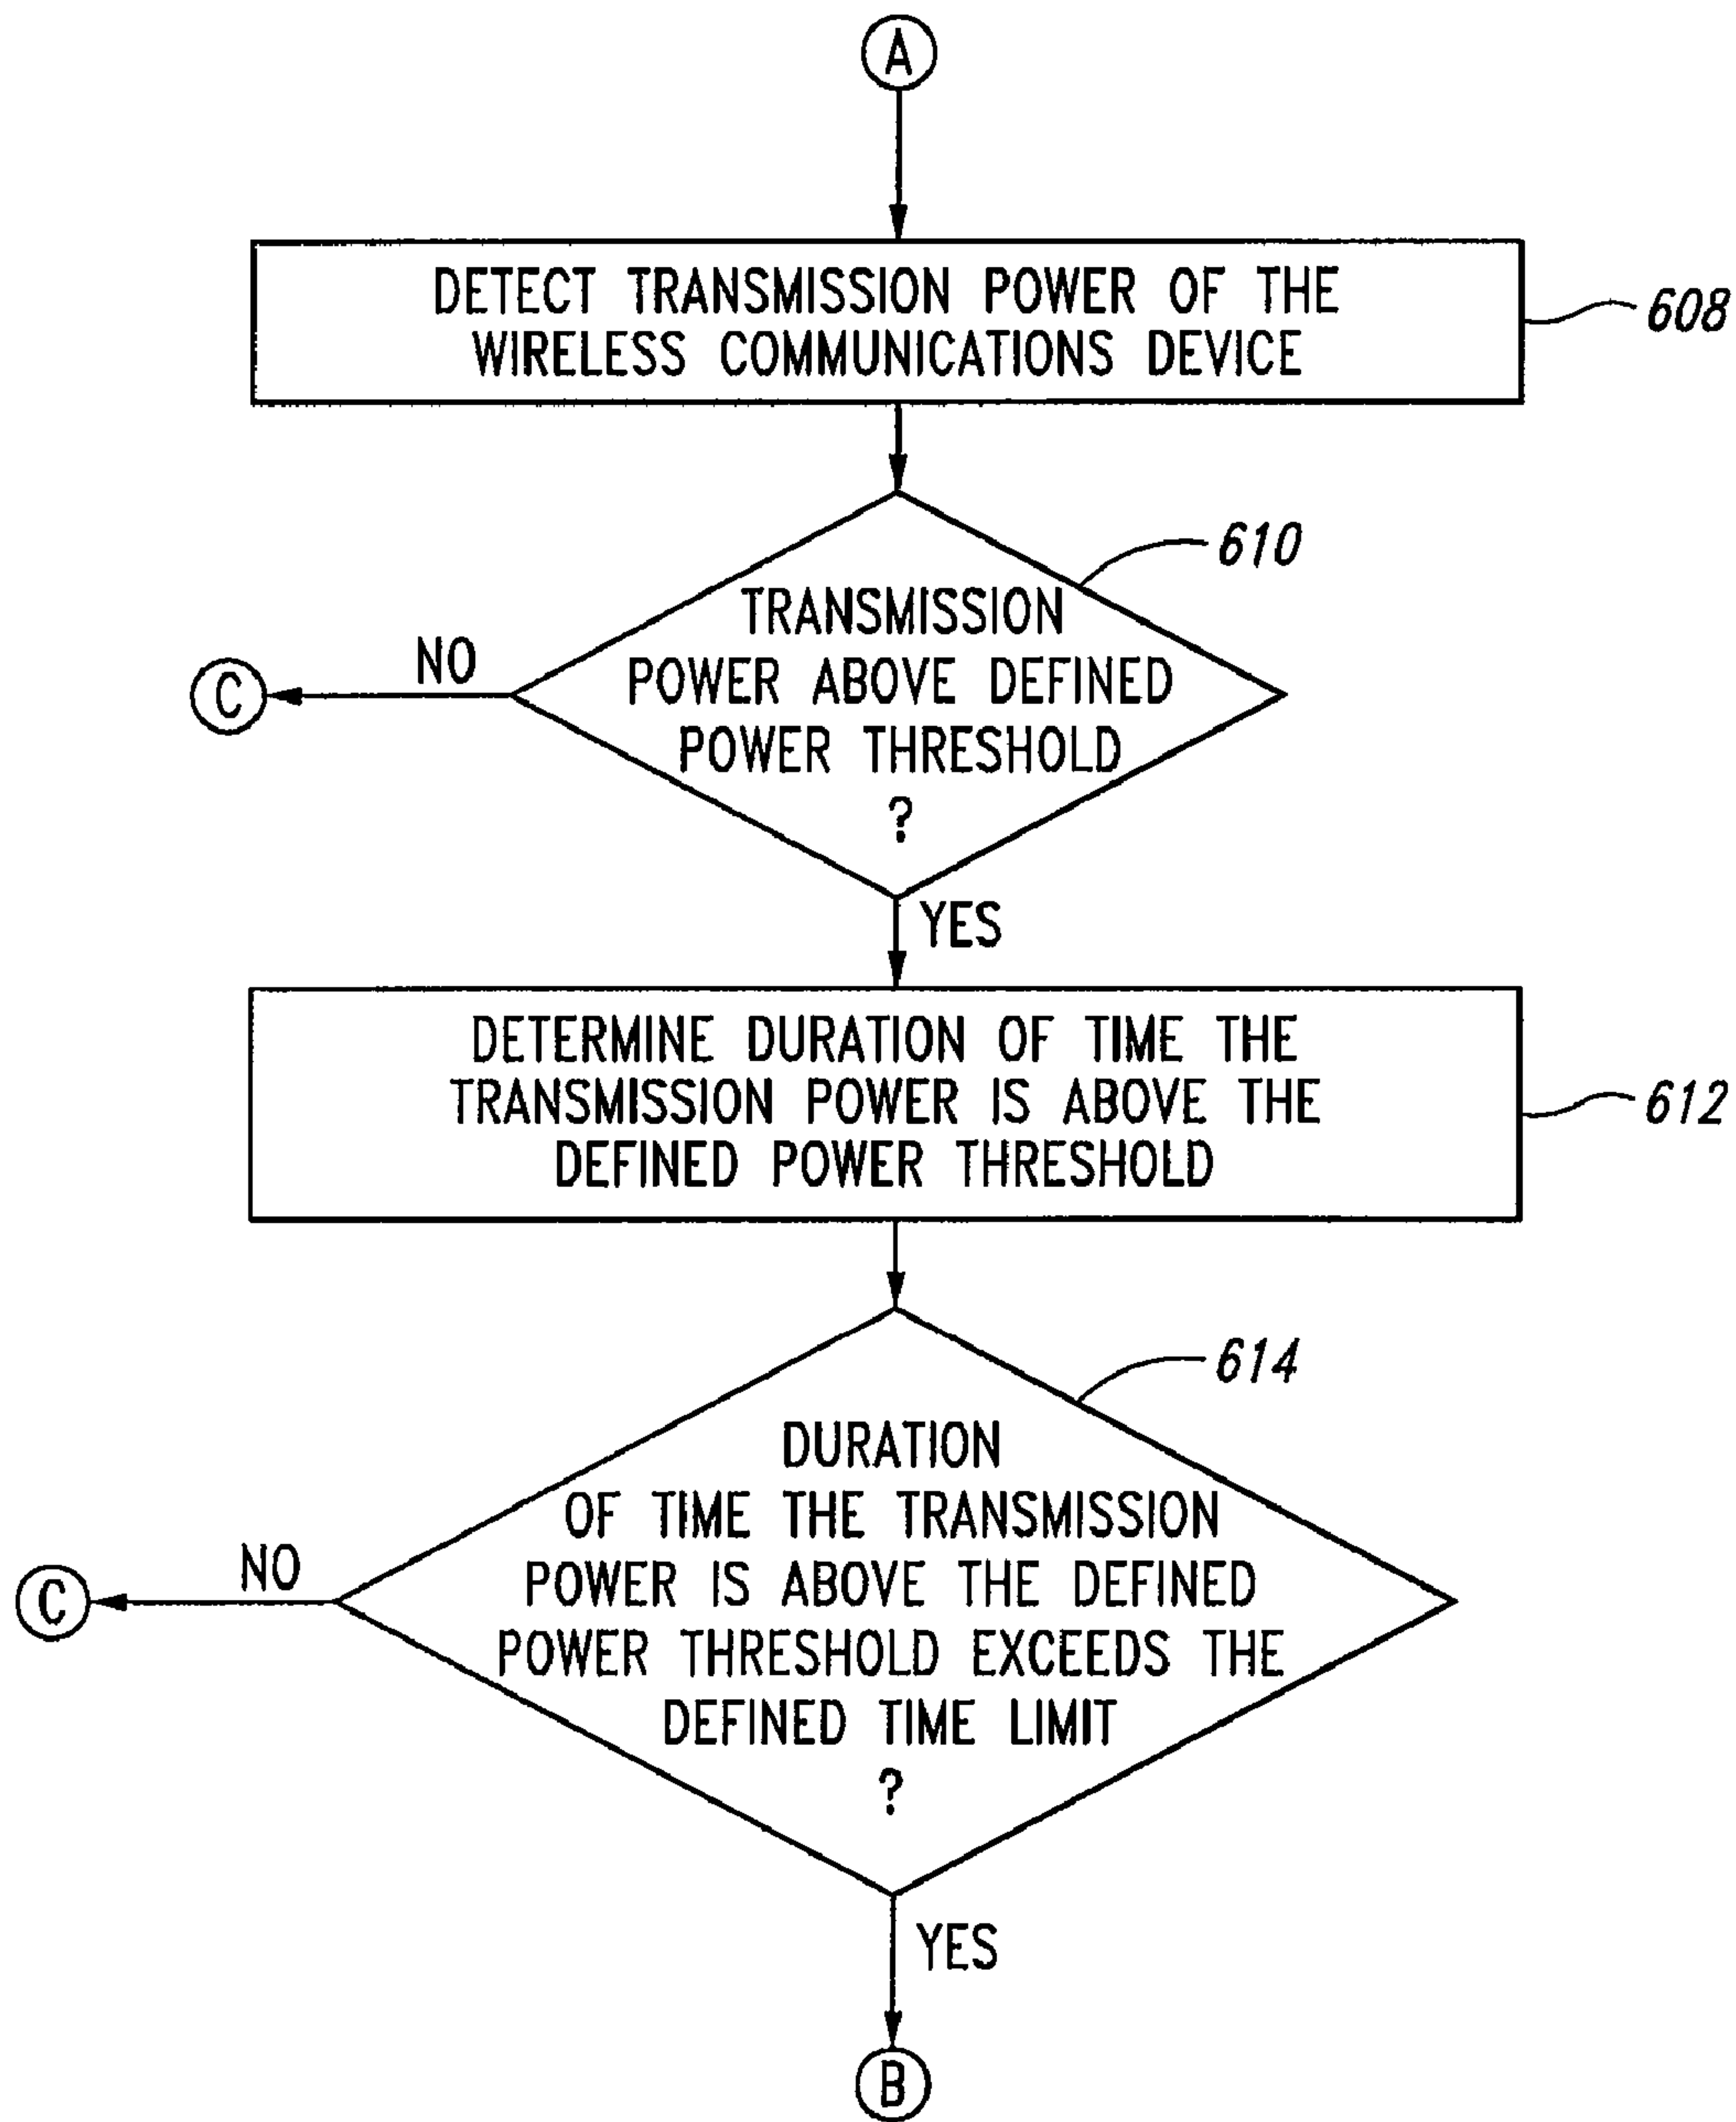 A
DETECT TRANSMISSION POWER OF THE
WIRELESS COMMUNICATIONS DEVICE
608
610
TRANSMISSION
POWER ABOVE DEFINED
POWER THRESHOLD
?
NO
C
YES
DETERMINE DURATION OF TIME THE
TRANSMISSION POWER IS ABOVE THE
DEFINED POWER THRESHOLD
612
614
DURATION
OF TIME THE TRANSMISSION
POWER IS ABOVE THE DEFINED
POWER THRESHOLD EXCEEDS THE
DEFINED TIME LIMIT
?
NO
C
YES
B